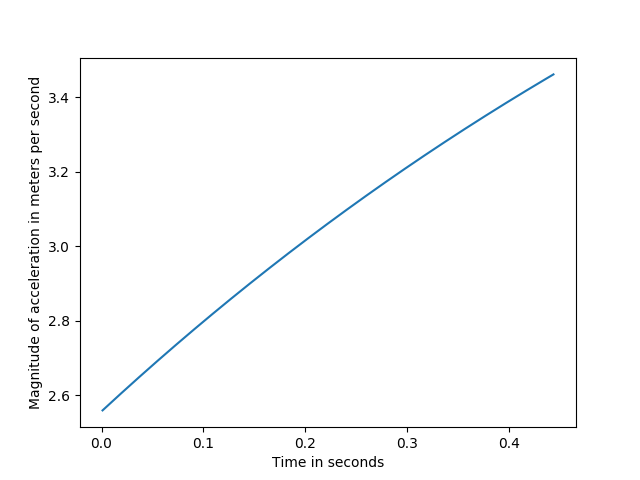 Magnitude of acceleration in meters per second
3.4
3.2
3.0
2.8
2.6
0.0 0.1 0.2 0.3 0.4
Time in seconds